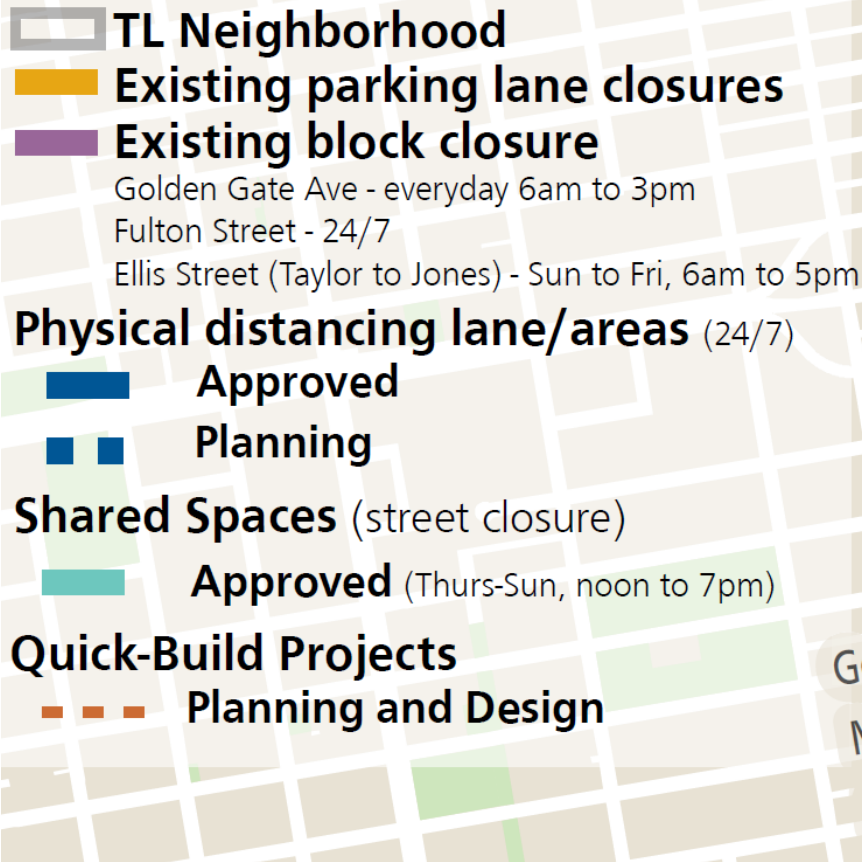 TL Neighborhood
Existing parking lane closures
Existing block closure
Golden Gate Ave - everyday 6am to 3pm
Fulton Street - 24/7
Ellis Street (Taylor to Jones) - Sun to Fri, 6am to 5pm
Physical distancing lane/areas (24/7)
Approved
Planning
Shared Spaces (street closure)
Approved (Thurs-Sun, noon to 7pm)
Quick-Build Projects
Planning and Design